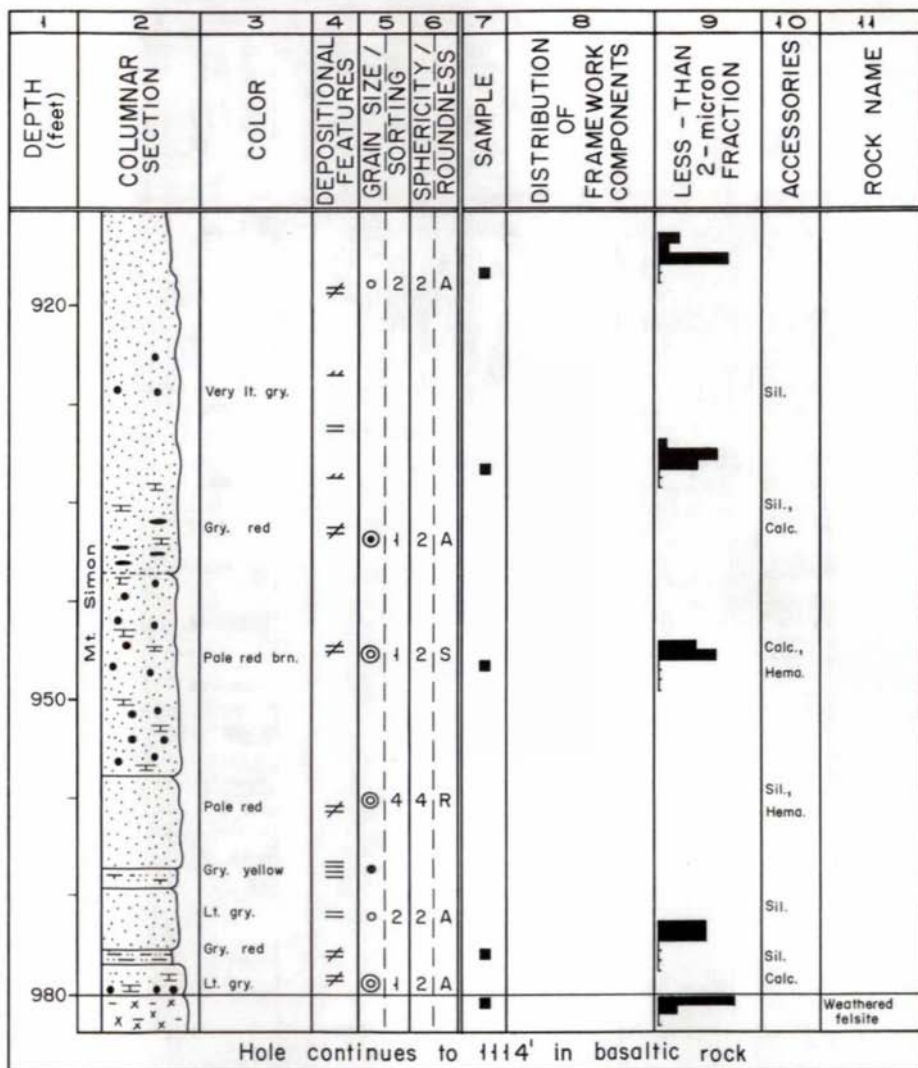 1 2 3 4 5 6 7 8 9 10 11
DEPTH
(feet)
COLUMNAR
SECTION
COLOR
DEPOSITIONAL
FEATURES
GRAIN SIZE /
SORTING
SPHERICITY /
ROUNDNESS
SAMPLE
DISTRIBUTION
OF
FRAMEWORK
COMPONENTS
LESS - THAN
2-micron
FRACTION
ACCESSORIES
ROCK NAME
2 2 A
920
Very lt. gry. Sil.
Sil.,
Gry. red Calc.
1 2 A
Mt. Simon
Calc.,
Pale red brn. 1 2 S
Hema.
950
Sil.,
4 4 R
Pale red Hema.
Gry. yellow
Lt. gry. 2 2 A Sil.
Gry. red Sil.
Lt. gry. 1 2 A Calc.
980
Weathered
felsite
Hole continues to 1114' in basaltic rock